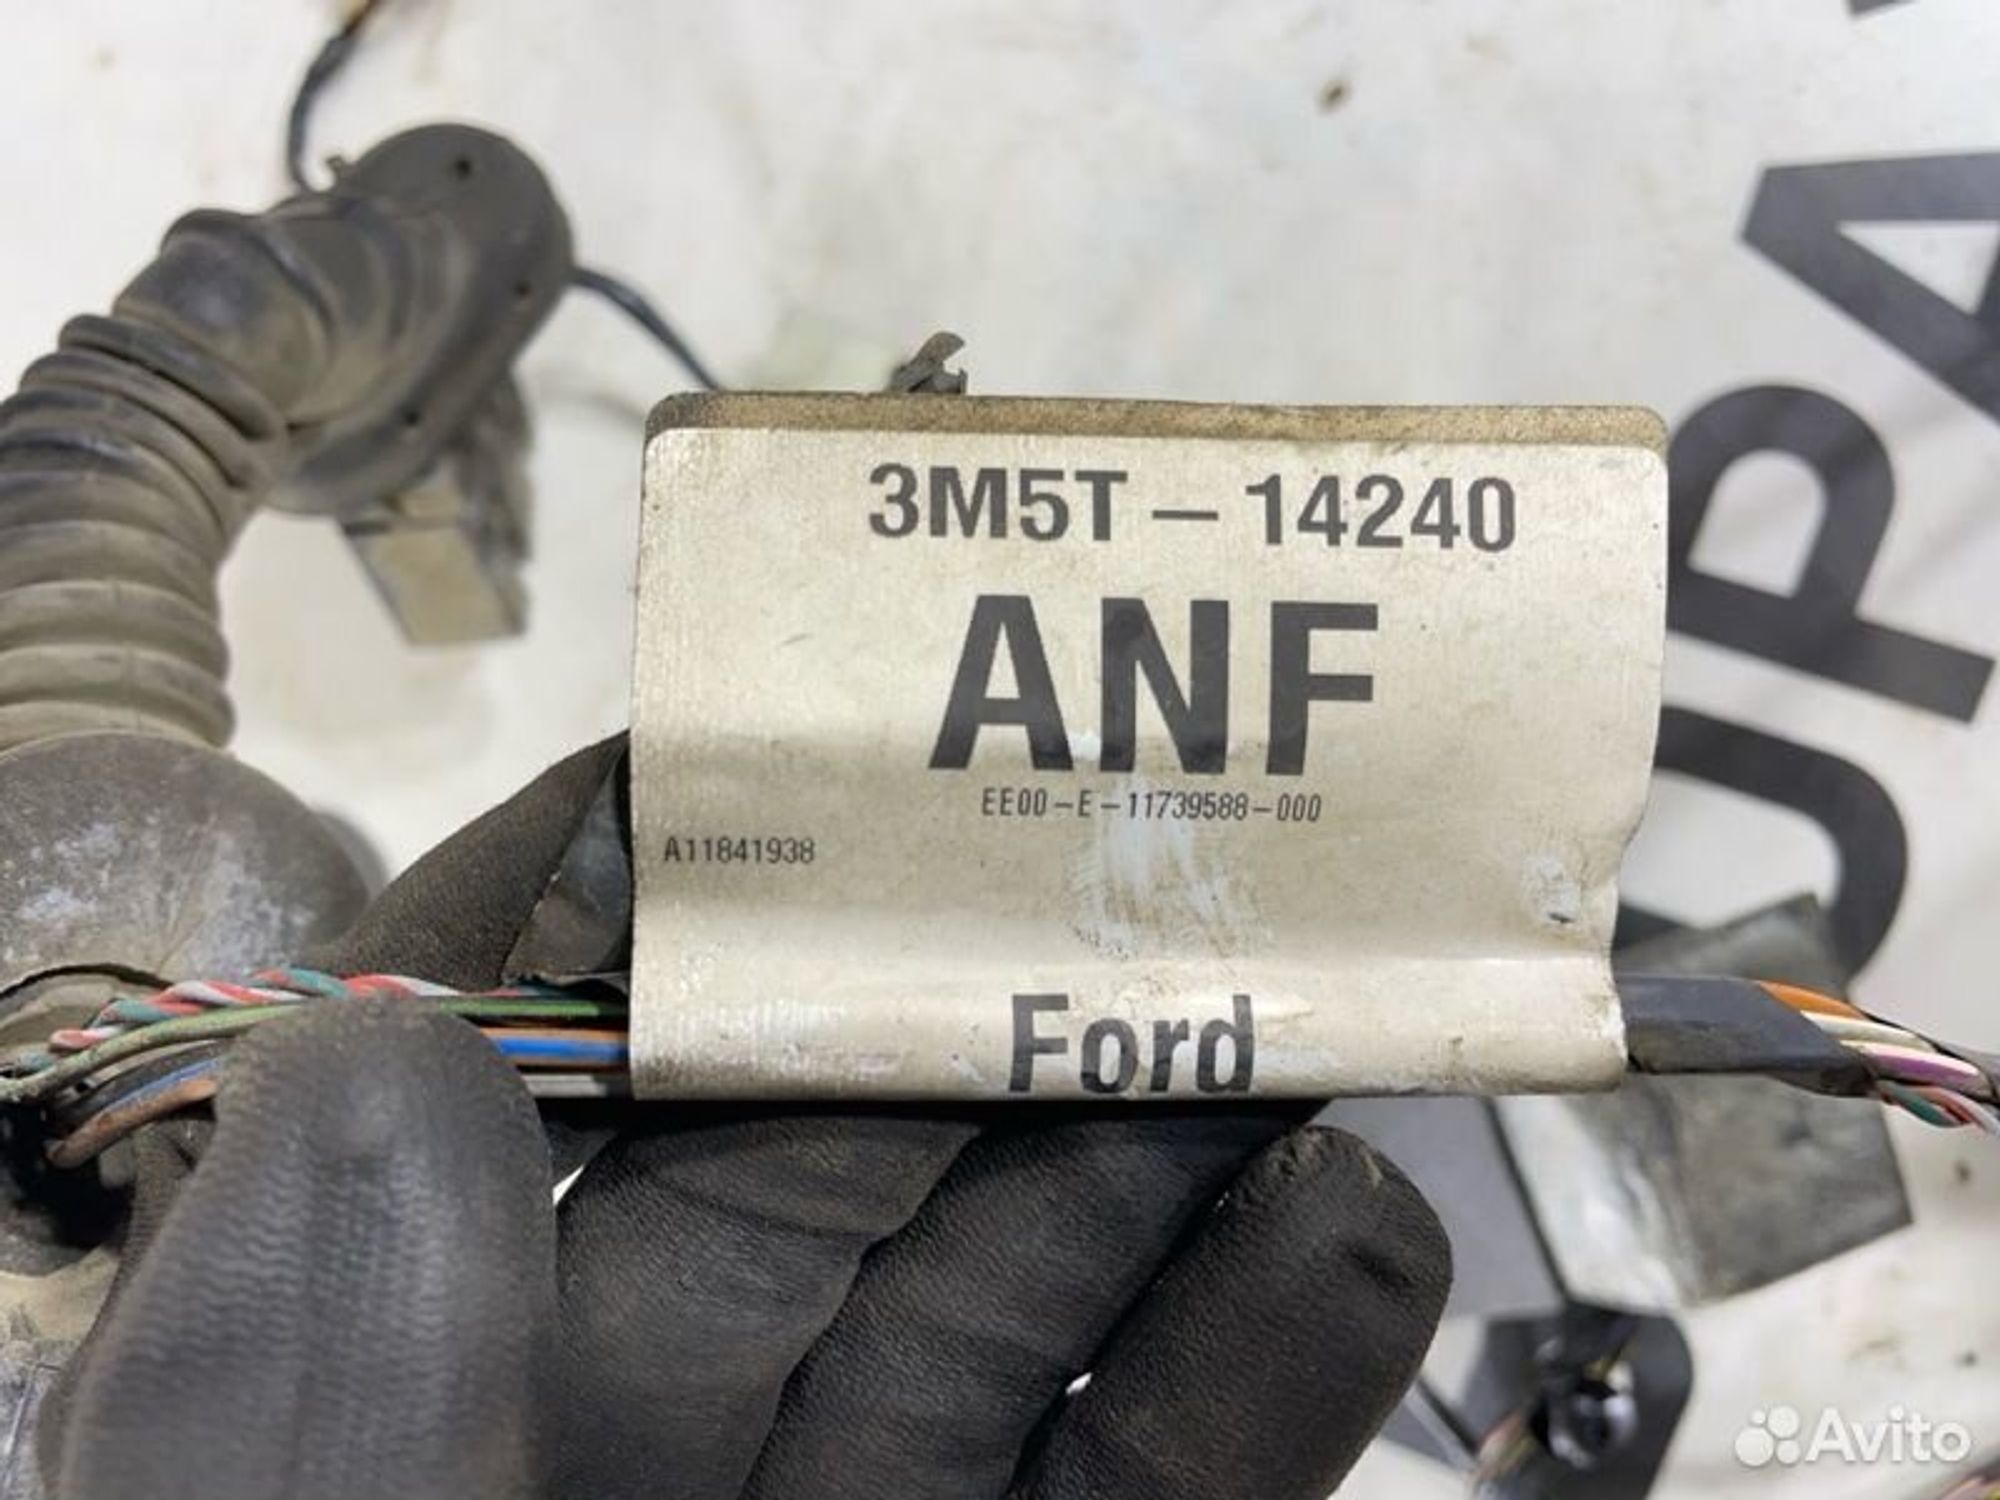 3M5T-14240
ANF
EE00-E-11739588-000
A11841938
Ford
Avito